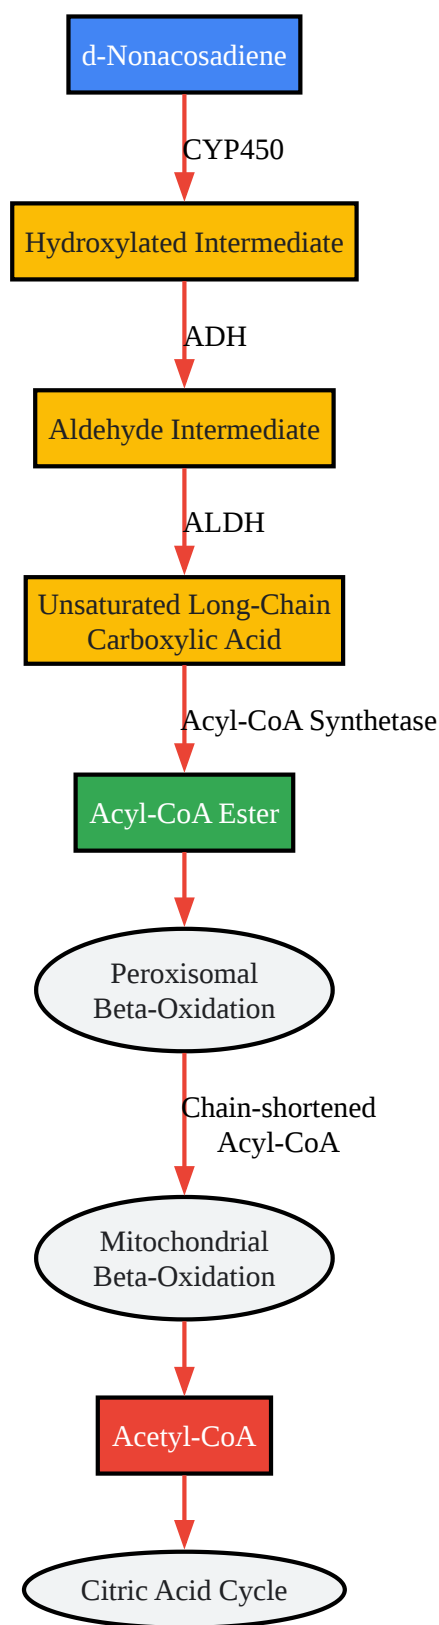 d-Nonacosadiene
CYP450
Hydroxylated Intermediate
ADH
Aldehyde Intermediate
ALDH
Unsaturated Long-Chain
Carboxylic Acid
Acyl-CoA Synthetase
Acyl-CoA Ester
Peroxisomal
Beta-Oxidation
Chain-shortened
Acyl-CoA
Mitochondrial
Beta-Oxidation
Acetyl-CoA
Citric Acid Cycle